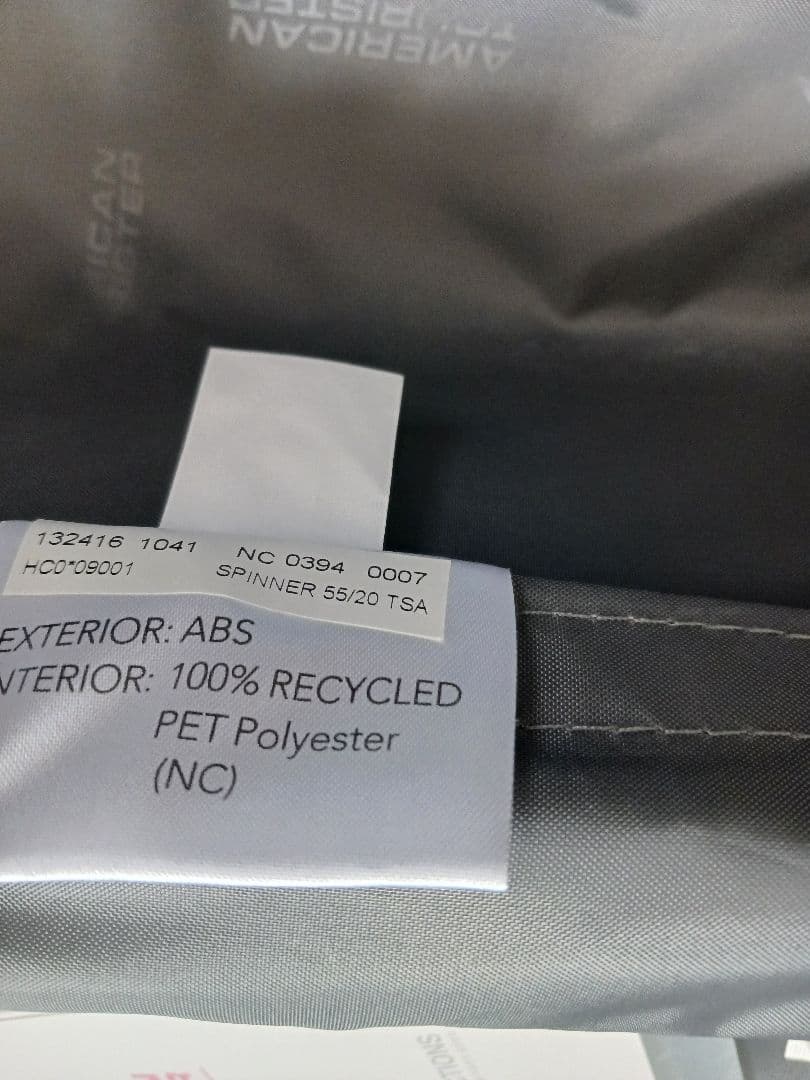 AMERICAN
TOURISTER
132416 1041 NC 0394 0007
HC0*09001 SPINNER 55/20 TSA
EXTERIOR: ABS
NTERIOR: 100% RECYCLED
PET Polyester
(NC)